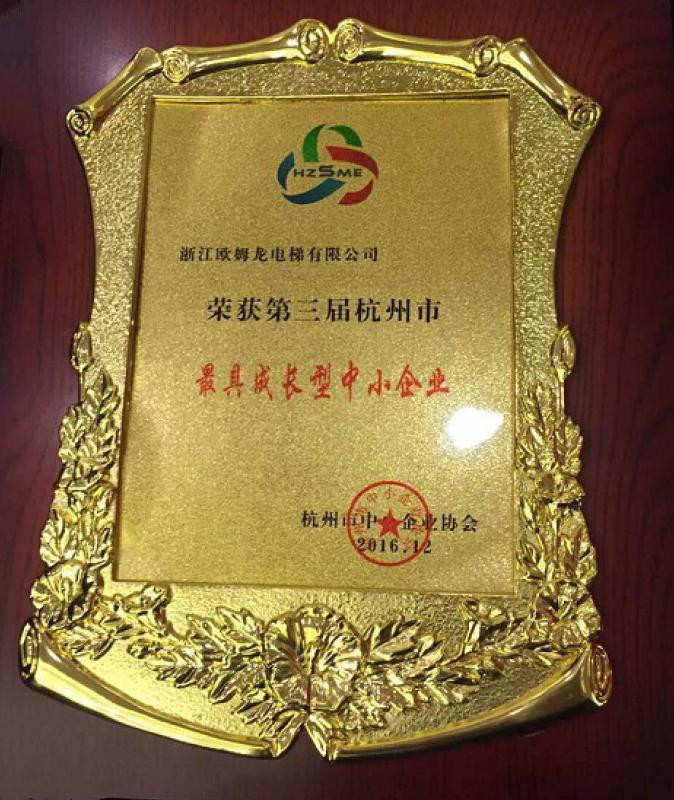 HZSME
浙江欧姆龙电梯有限公司
荣获第三届杭州市
最具成长型中小企业
杭州市中小企业协会
2016.12